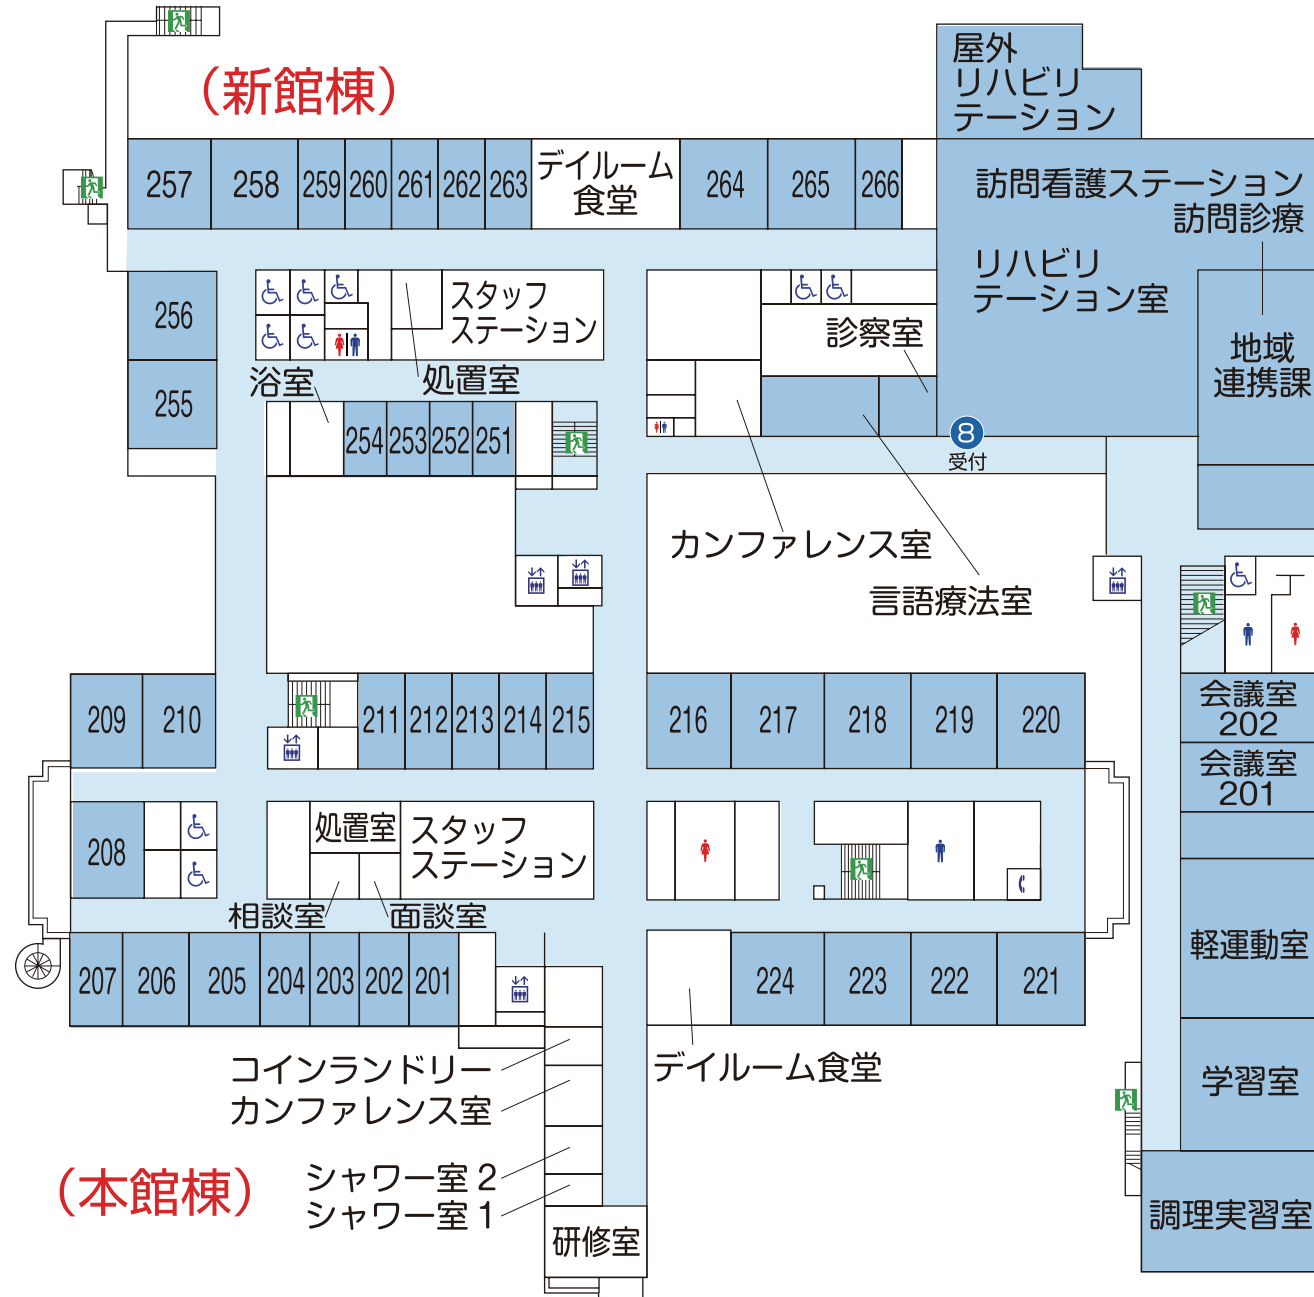 （新館棟）
屋外
リハビリ
テーション
257
258
259
260
261
262
263
デイルーム
食堂
264
265
266
訪問看護ステーション
訪問診療
リハビリ
テーション室
地域
連携課
256
255
スタッフ
ステーション
処置室
浴室
254
253
252
251
診察室
8
受付
カンファレンス室
言語療法室
209
210
211
212
213
214
215
216
217
218
219
220
会議室
202
会議室
201
208
処置室
スタッフ
ステーション
相談室
面談室
207
206
205
204
203
202
201
224
223
222
221
軽運動室
デイルーム食堂
学習室
コインランドリー
カンファレンス室
（本館棟）
シャワー室 2
シャワー室 1
研修室
調理実習室